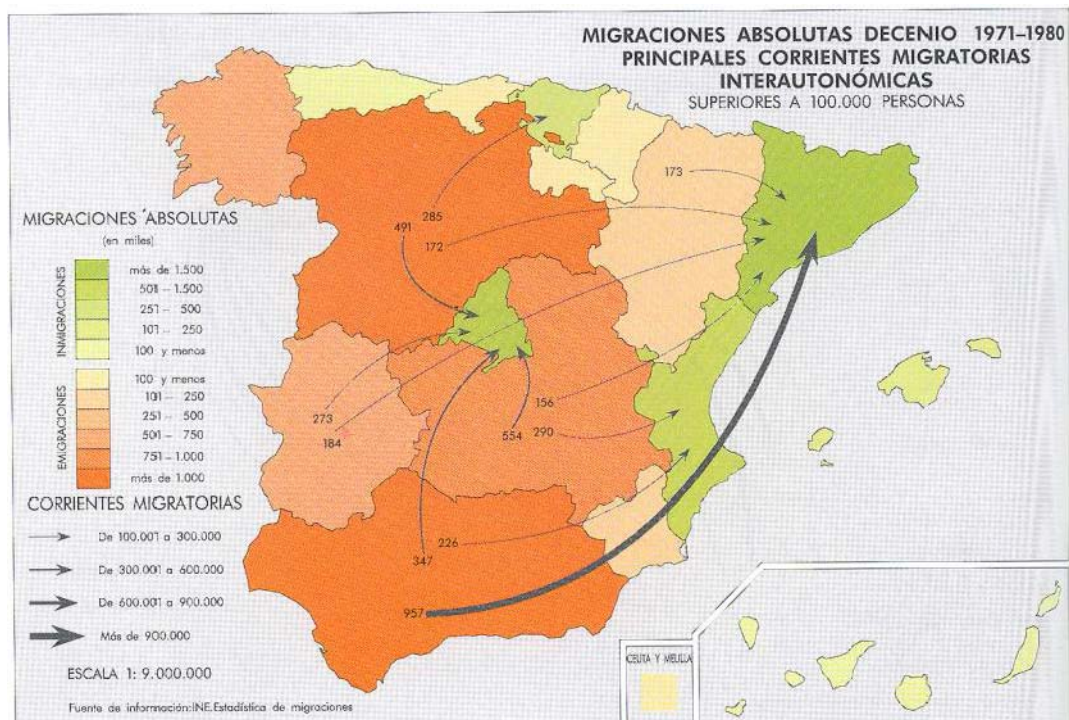 MIGRACIONES ABSOLUTAS DECENIO 1971–1980
PRINCIPALES CORRIENTES MIGRATORIAS
INTERAUTONÓMICAS
SUPERIORES A 100.000 PERSONAS
173
285
491
172
273
184
156
554
290
226
347
957
MIGRACIONES ABSOLUTAS
(en miles)
INMIGRACIONES
más de 1.500
501 – 1.500
251 – 500
101 – 250
100 y menos
EMIGRACIONES
100 y menos
101 – 250
251 – 500
501 – 750
751 – 1.000
más de 1.000
CORRIENTES MIGRATORIAS
De 100.001 a 300.000
De 300.001 a 600.000
De 600.001 a 900.000
Más de 900.000
ESCALA 1: 9.000.000
Fuente de información:INE.Estadística de migraciones
CEUTA Y MELILLA